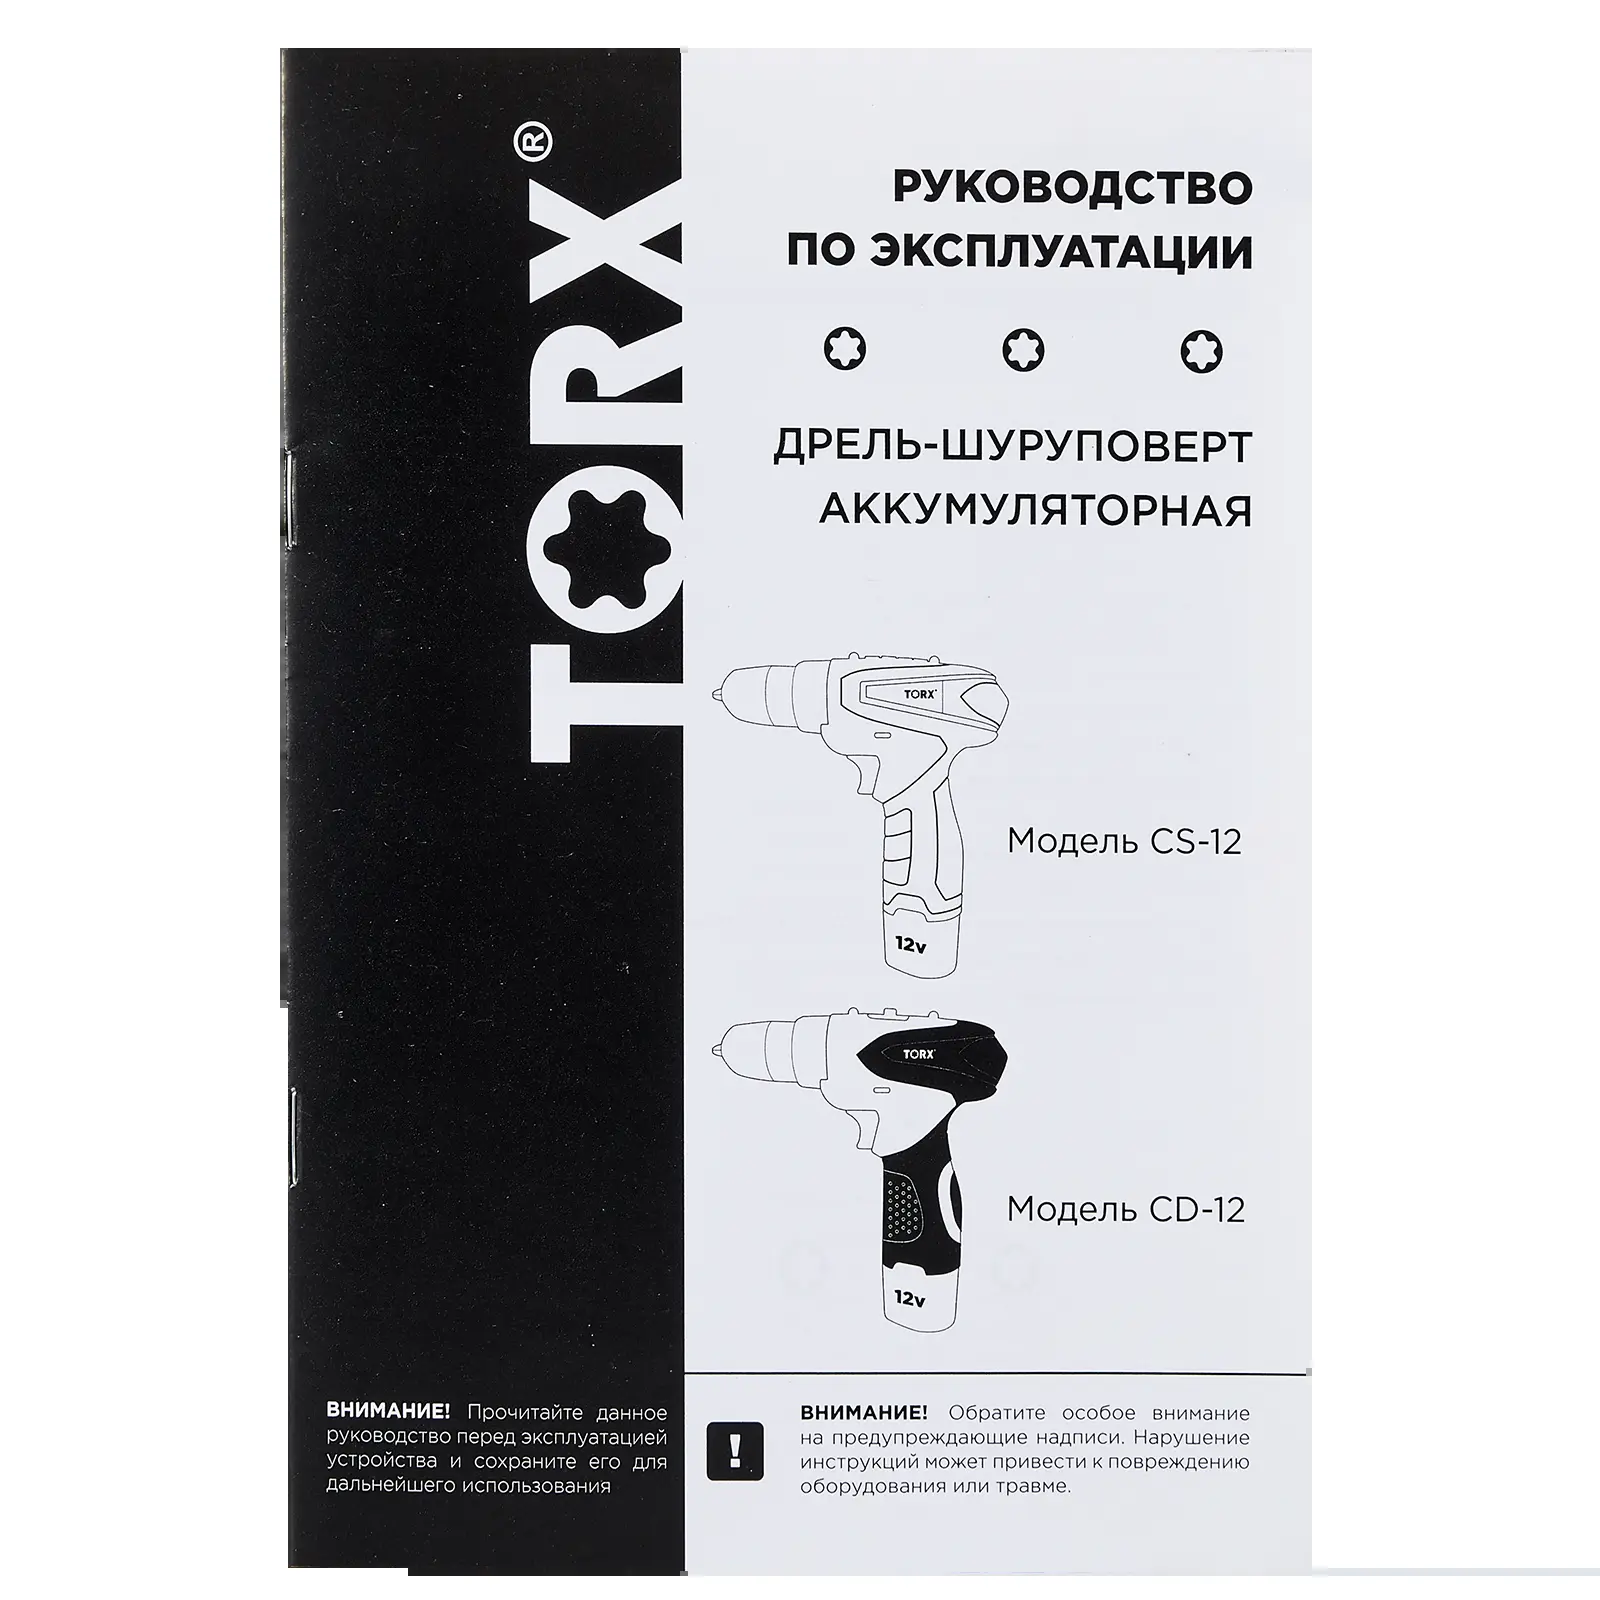 TORX®
РУКОВОДСТВО
ПО ЭКСПЛУАТАЦИИ
ДРЕЛЬ-ШУРУПОВЕРТ
АККУМУЛЯТОРНАЯ
TORX
Модель CS-12
12v
TORX
Модель CD-12
12v
ВНИМАНИЕ! Прочитайте данное
руководство перед эксплуатацией
устройства и сохраните его для
дальнейшего использования
ВНИМАНИЕ! Обратите особое внимание
на предупреждающие надписи. Нарушение
инструкций может привести к повреждению
оборудования или травме.